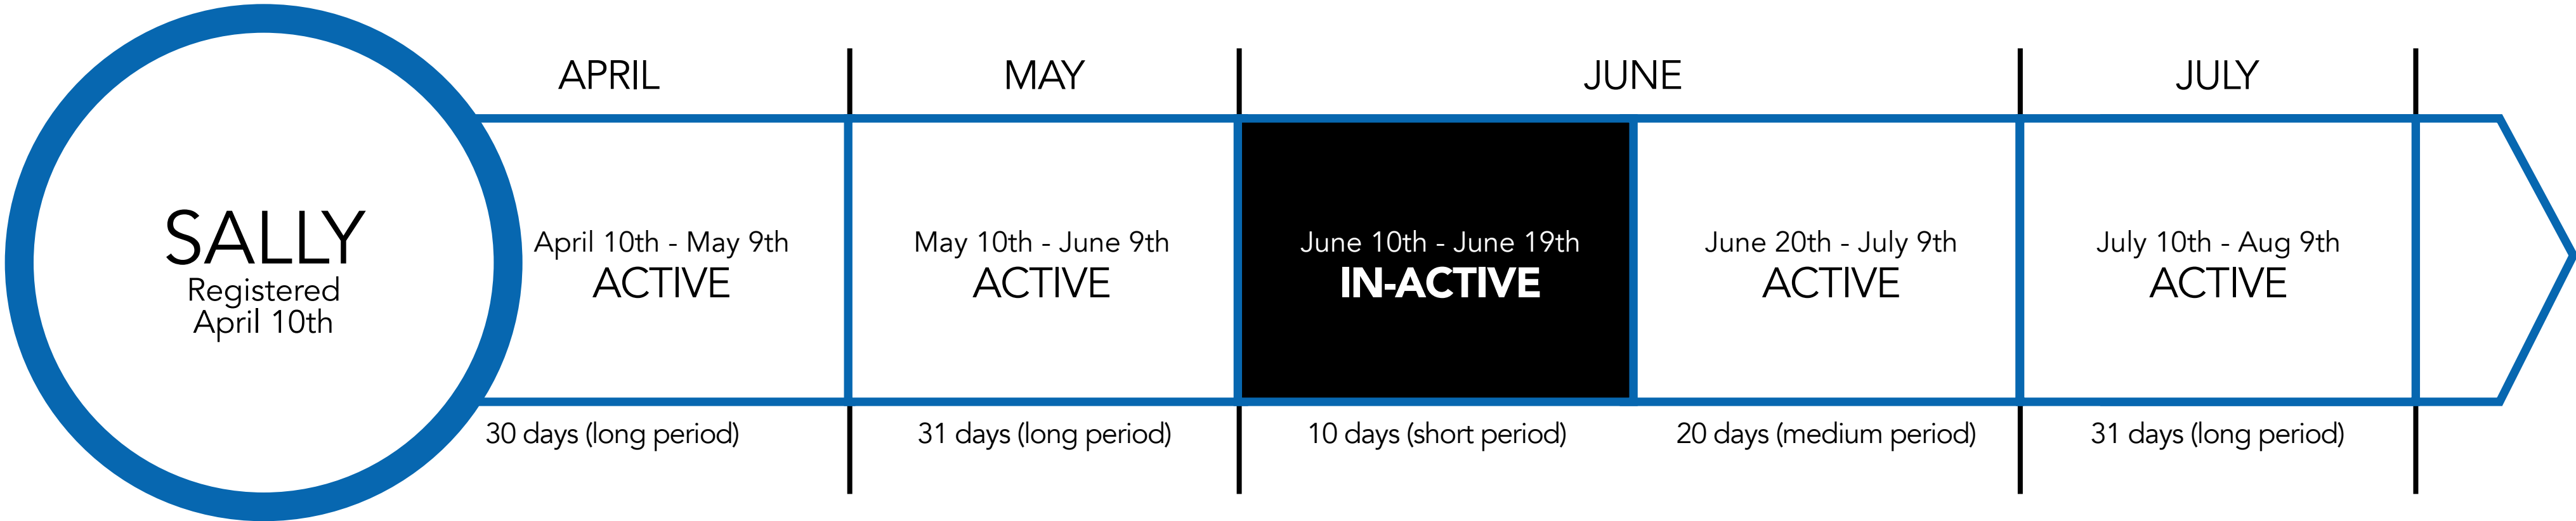 SALLY
Registered
April 10th
APRIL
April 10th - May 9th
ACTIVE
30 days (long period)
MAY
May 10th - June 9th
ACTIVE
31 days (long period)
JUNE
June 10th - June 19th
IN-ACTIVE
10 days (short period)
June 20th - July 9th
ACTIVE
20 days (medium period)
JULY
July 10th - Aug 9th
ACTIVE
31 days (long period)